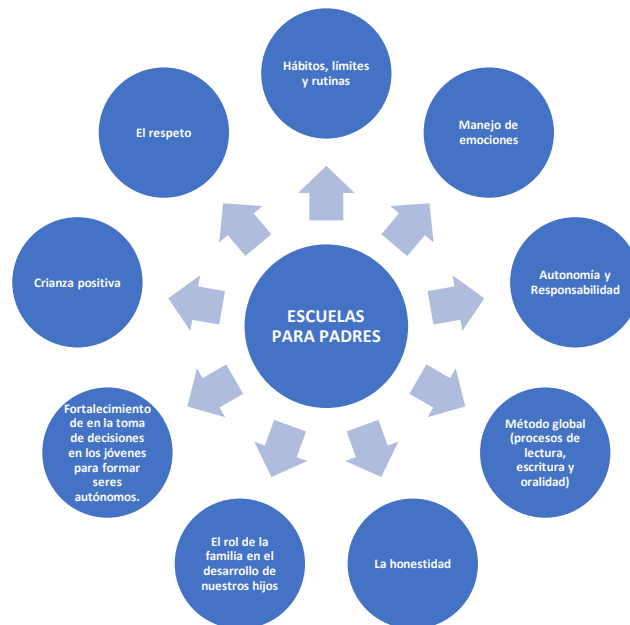 Hábitos, límites
y rutinas
Manejo de
emociones
Autonomía y
Responsabilidad
Método global
(procesos de
lectura,
escritura y
oralidad)
La honestidad
El rol de la
familia en el
desarrollo de
nuestros hijos
Fortalecimiento
de en la toma
de decisiones
en los jóvenes
para formar
seres
autónomos.
Crianza positiva
El respeto
ESCUELAS
PARA PADRES